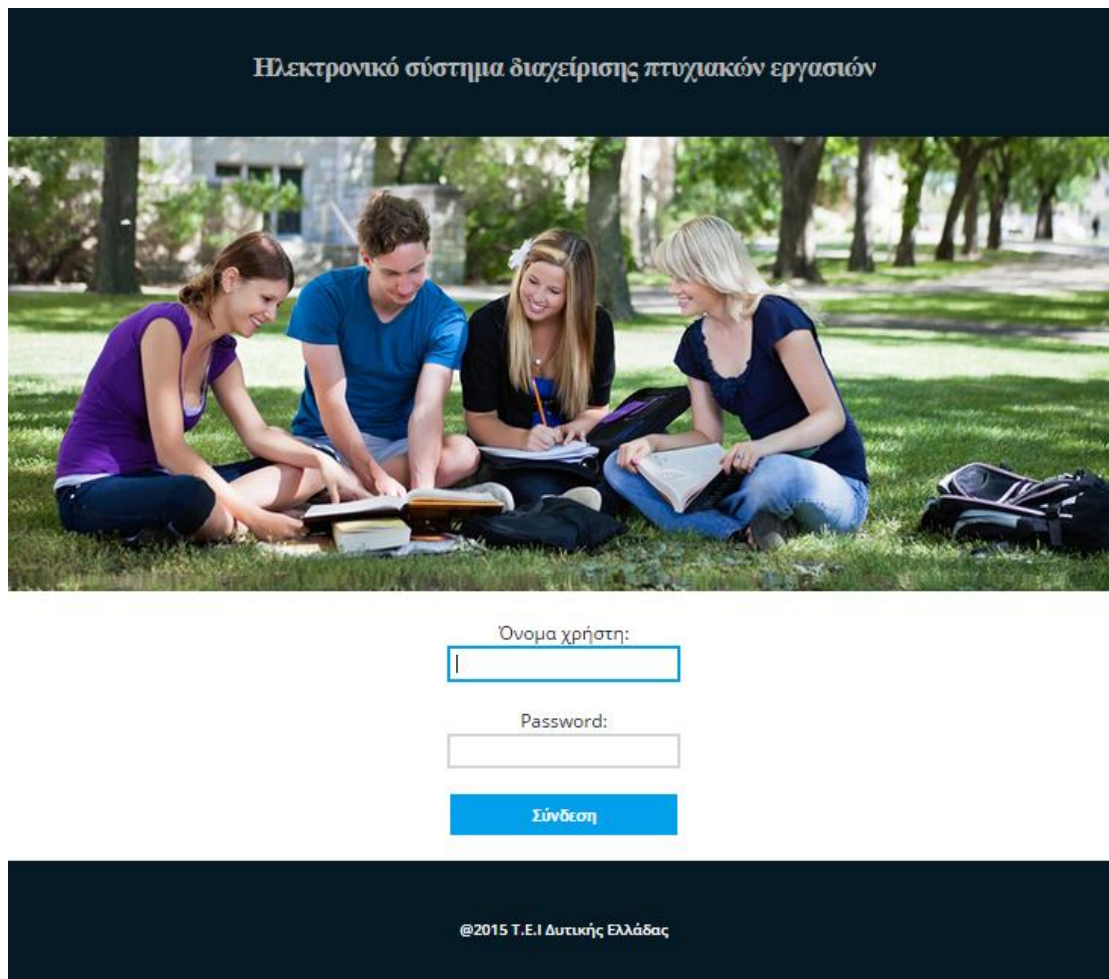 Ηλεκτρονικό σύστημα διαχείρισης πτυχιακών εργασιών
Όνομα χρήστη:
Password:
Σύνδεση
@2015 Τ.Ε.Ι Δυτικής Ελλάδας